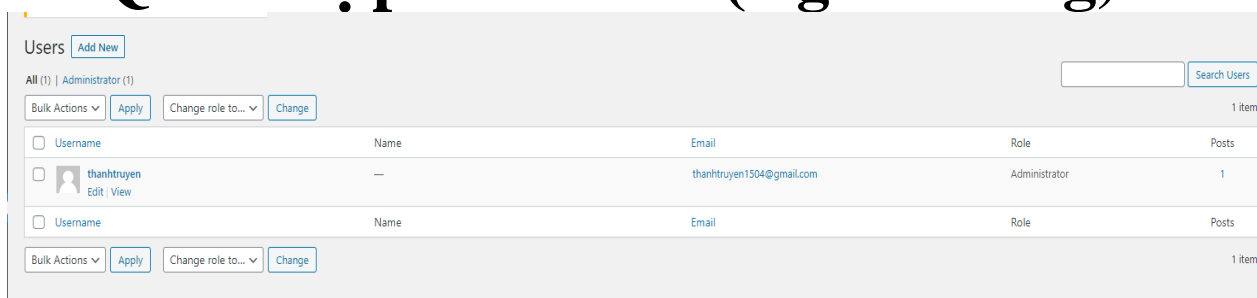 Users Add New
All (1) | Administrator (1)
Search Users
Bulk Actions Apply Change role to... Change 1 item
Username Name Email Role Posts
thanhtruyen — thanhtruyen1504@gmail.com Administrator 1
Edit | View
Username Name Email Role Posts
Bulk Actions Apply Change role to... Change 1 item